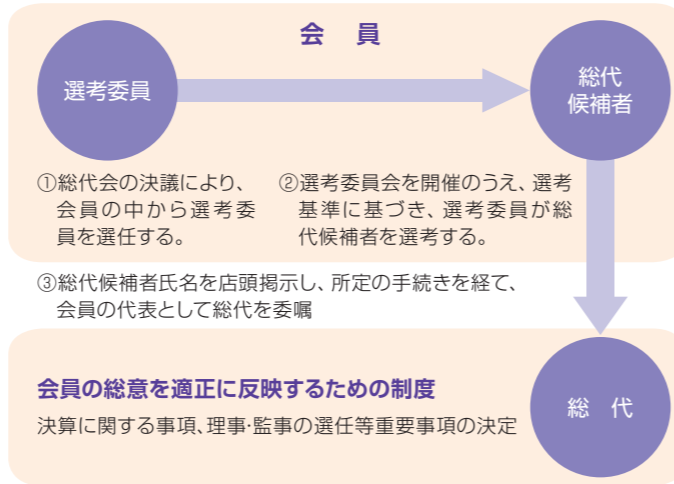 会　員
選考委員
総代
候補者
①総代会の決議により、
会員の中から選考委
員を選任する。
②選考委員会を開催のうえ、選考
基準に基づき、選考委員が総
代候補者を選考する。
③総代候補者氏名を店頭掲示し、所定の手続きを経て、
会員の代表として総代を委嘱
会員の総意を適正に反映するための制度
決算に関する事項、理事・監事の選任等重要事項の決定
総　代